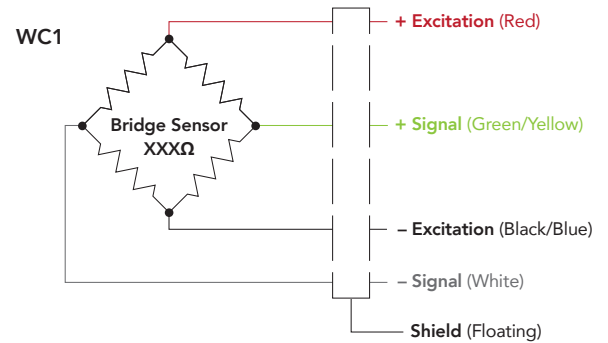 WC1
+ Excitation (Red)
Bridge Sensor
XXXΩ
+ Signal (Green/Yellow)
– Excitation (Black/Blue)
– Signal (White)
Shield (Floating)